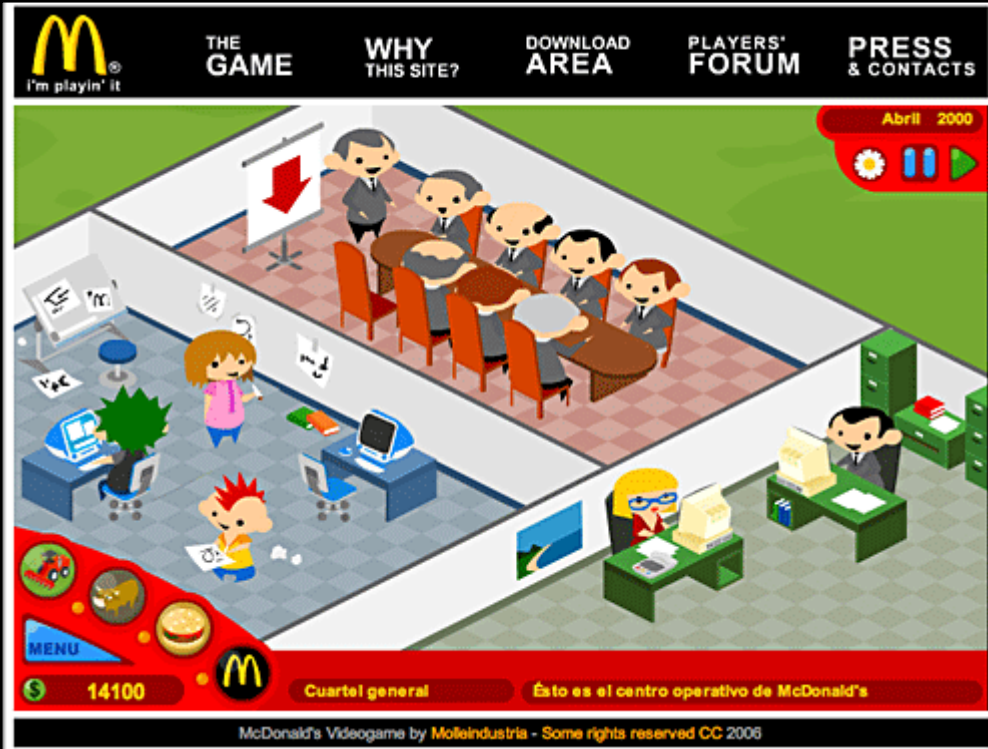 M®
i'm playin' it
THE
GAME
WHY
THIS SITE?
DOWNLOAD
AREA
PLAYERS'
FORUM
PRESS
& CONTACTS
Abril 2000
MENU
$ 14100
Cuartel general
Ésto es el centro operativo de McDonald's
McDonald's Videogame by Molleindustria - Some rights reserved CC 2006